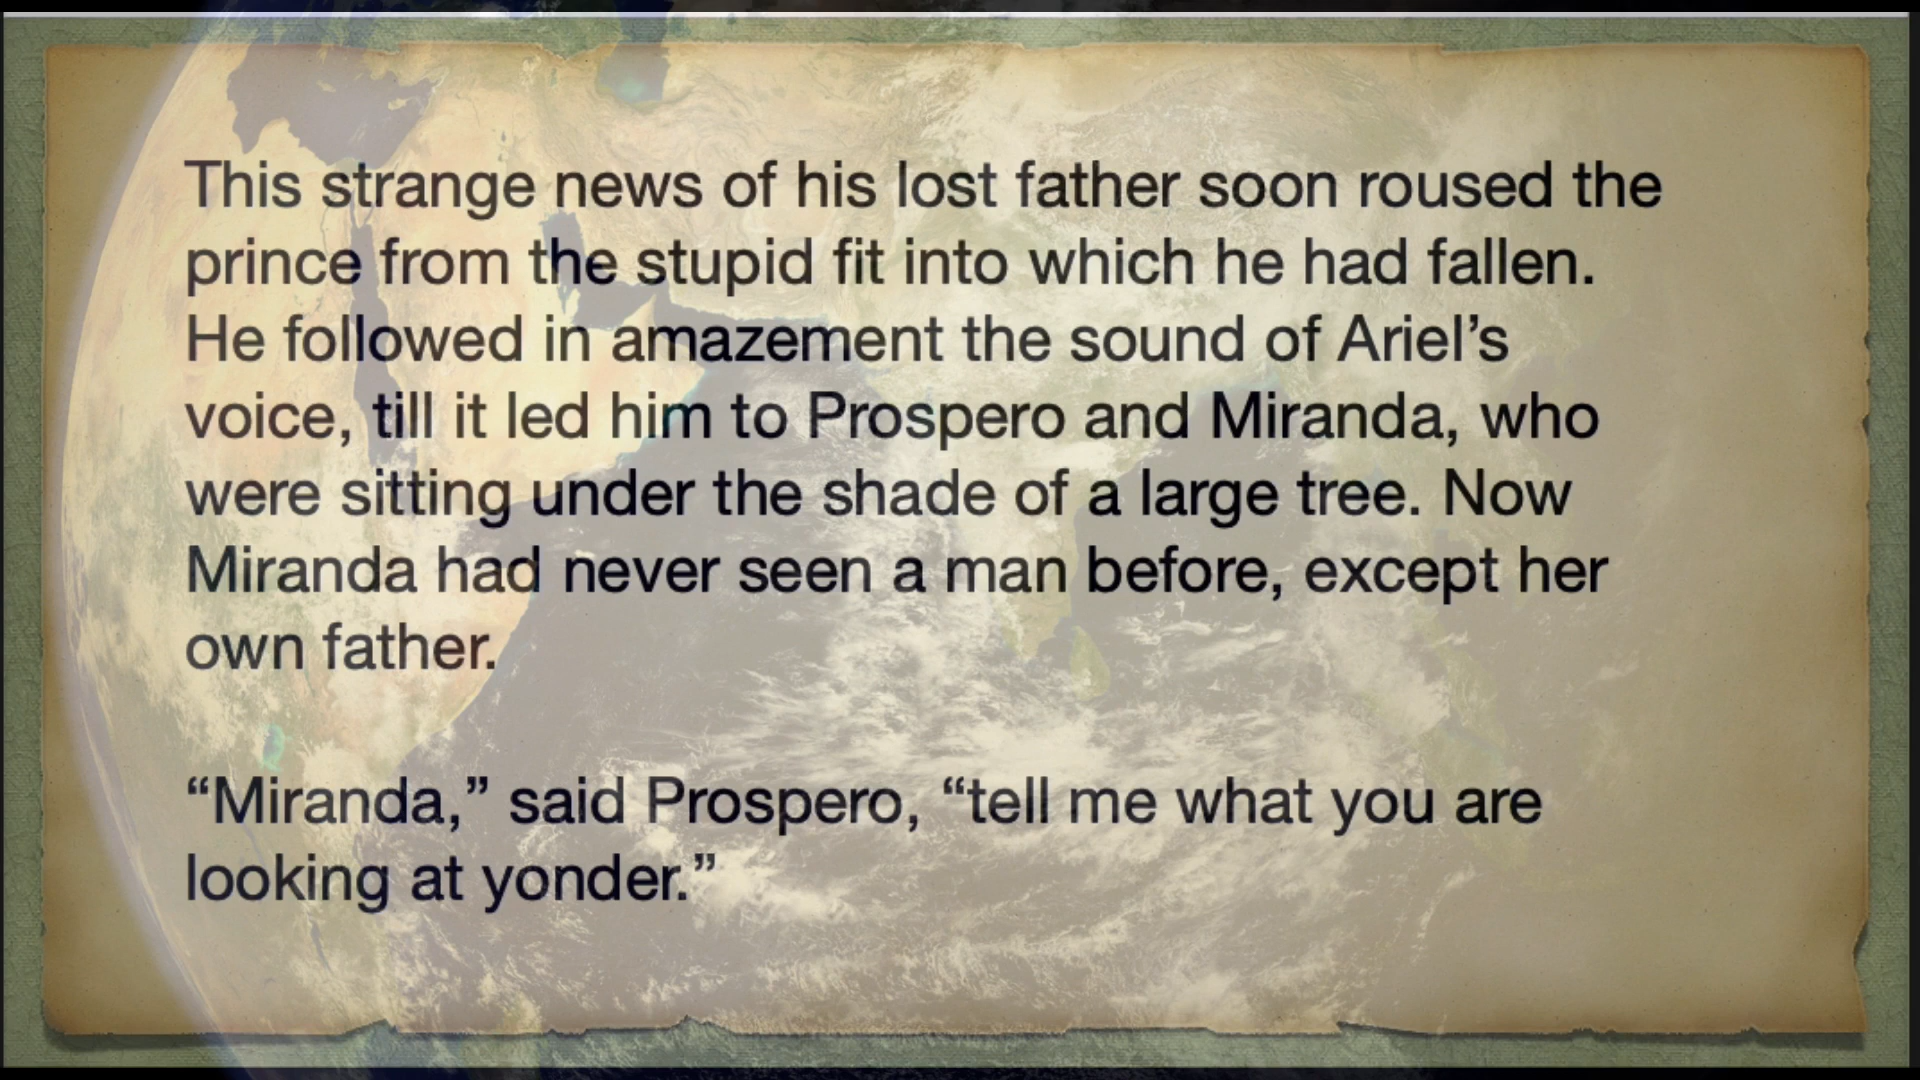 This strange news of his lost father soon roused the
prince from the stupid fit into which he had fallen.
He followed in amazement the sound of Ariel’s
voice, till it led him to Prospero and Miranda, who
were sitting under the shade of a large tree. Now
Miranda had never seen a man before, except her
own father.
“Miranda,” said Prospero, “tell me what you are
looking at yonder.”